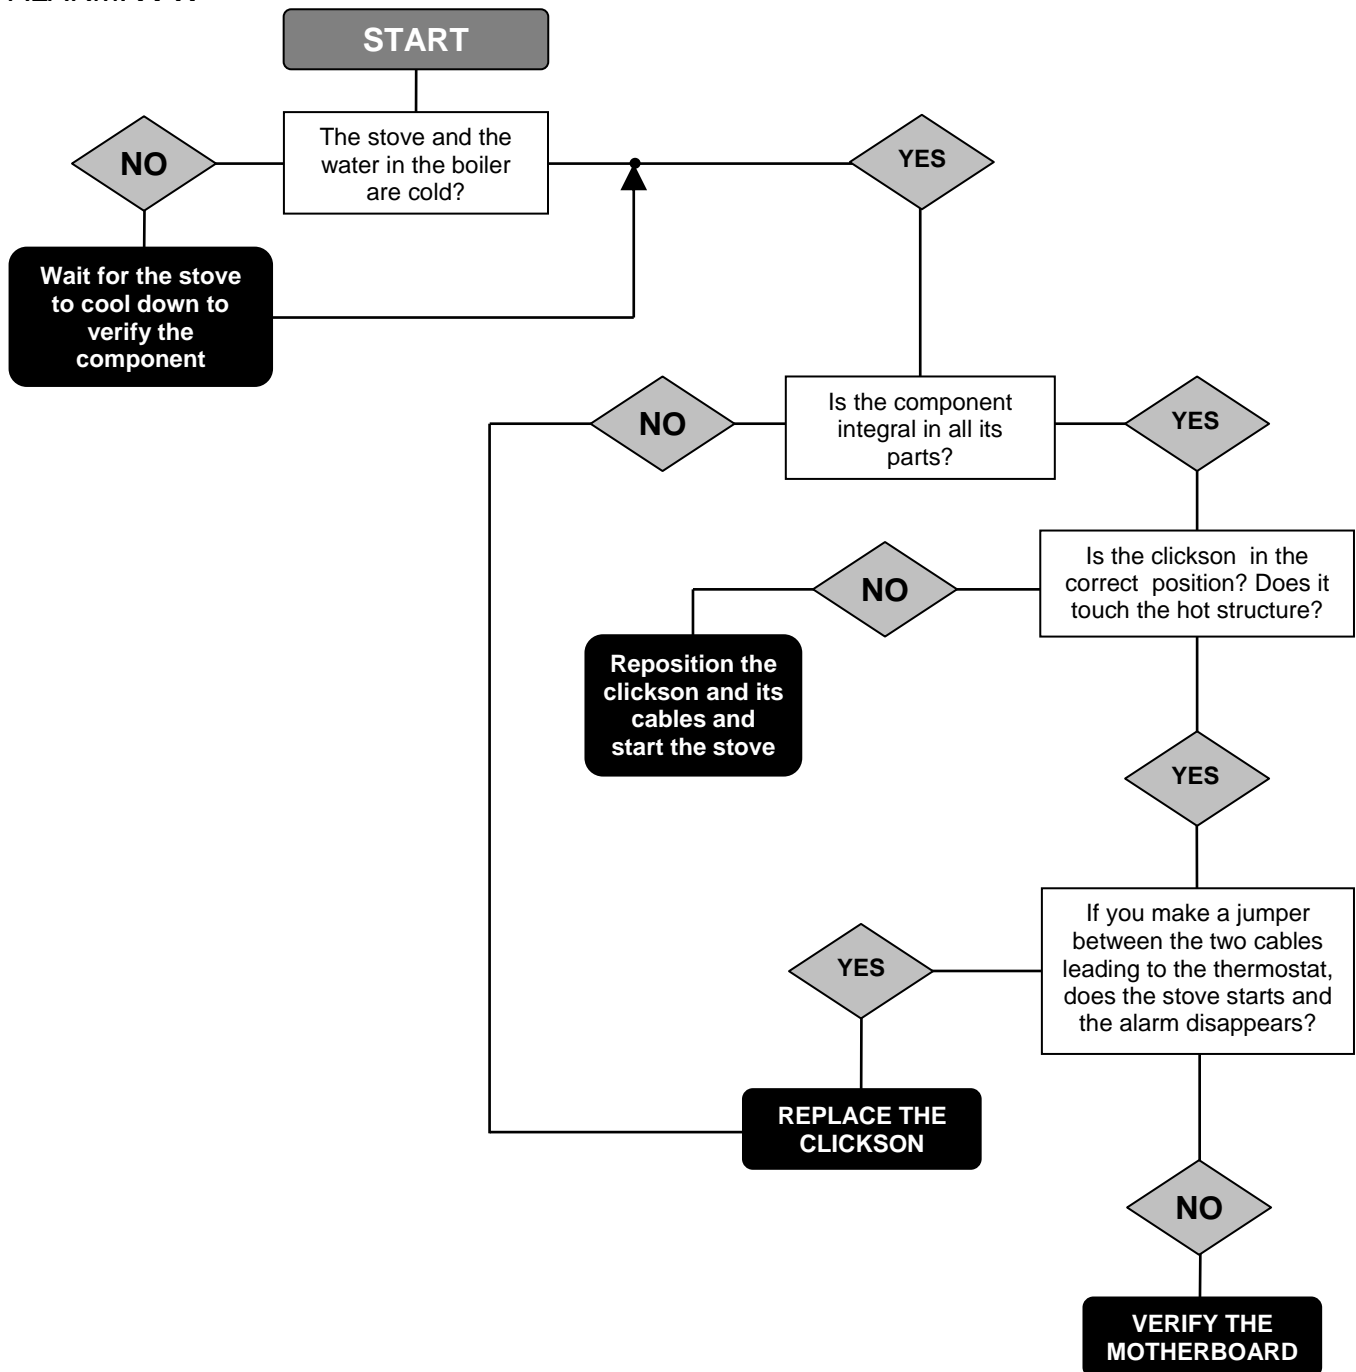 START
The stove and the
water in the boiler
are cold?
NO
YES
Wait for the stove
to cool down to
verify the
component
Is the component
integral in all its
parts?
NO
YES
Is the clickson in the
correct position? Does it
touch the hot structure?
NO
Reposition the
clickson and its
cables and
start the stove
YES
If you make a jumper
between the two cables
leading to the thermostat,
does the stove starts and
the alarm disappears?
YES
REPLACE THE
CLICKSON
NO
VERIFY THE
MOTHERBOARD